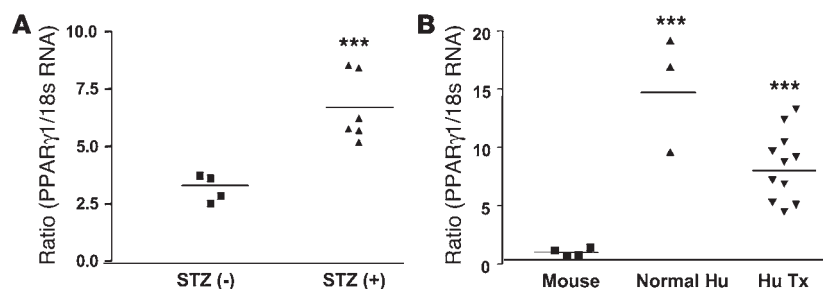 A
Ratio (PPARγ1/18s RNA)
10.0
7.5
5.0
2.5
0.0
***
STZ (-)
STZ (+)
B
Ratio (PPARγ1/18s RNA)
20
15
10
5
0
***
***
Mouse
Normal Hu
Hu Tx